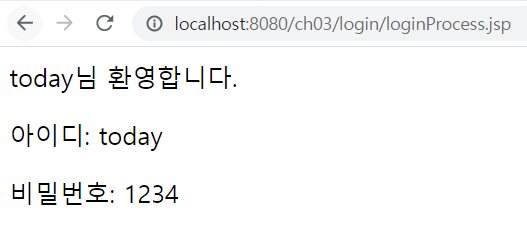 localhost:8080/ch03/login/loginProcess.jsp
today님 환영합니다.
아이디: today
비밀번호: 1234